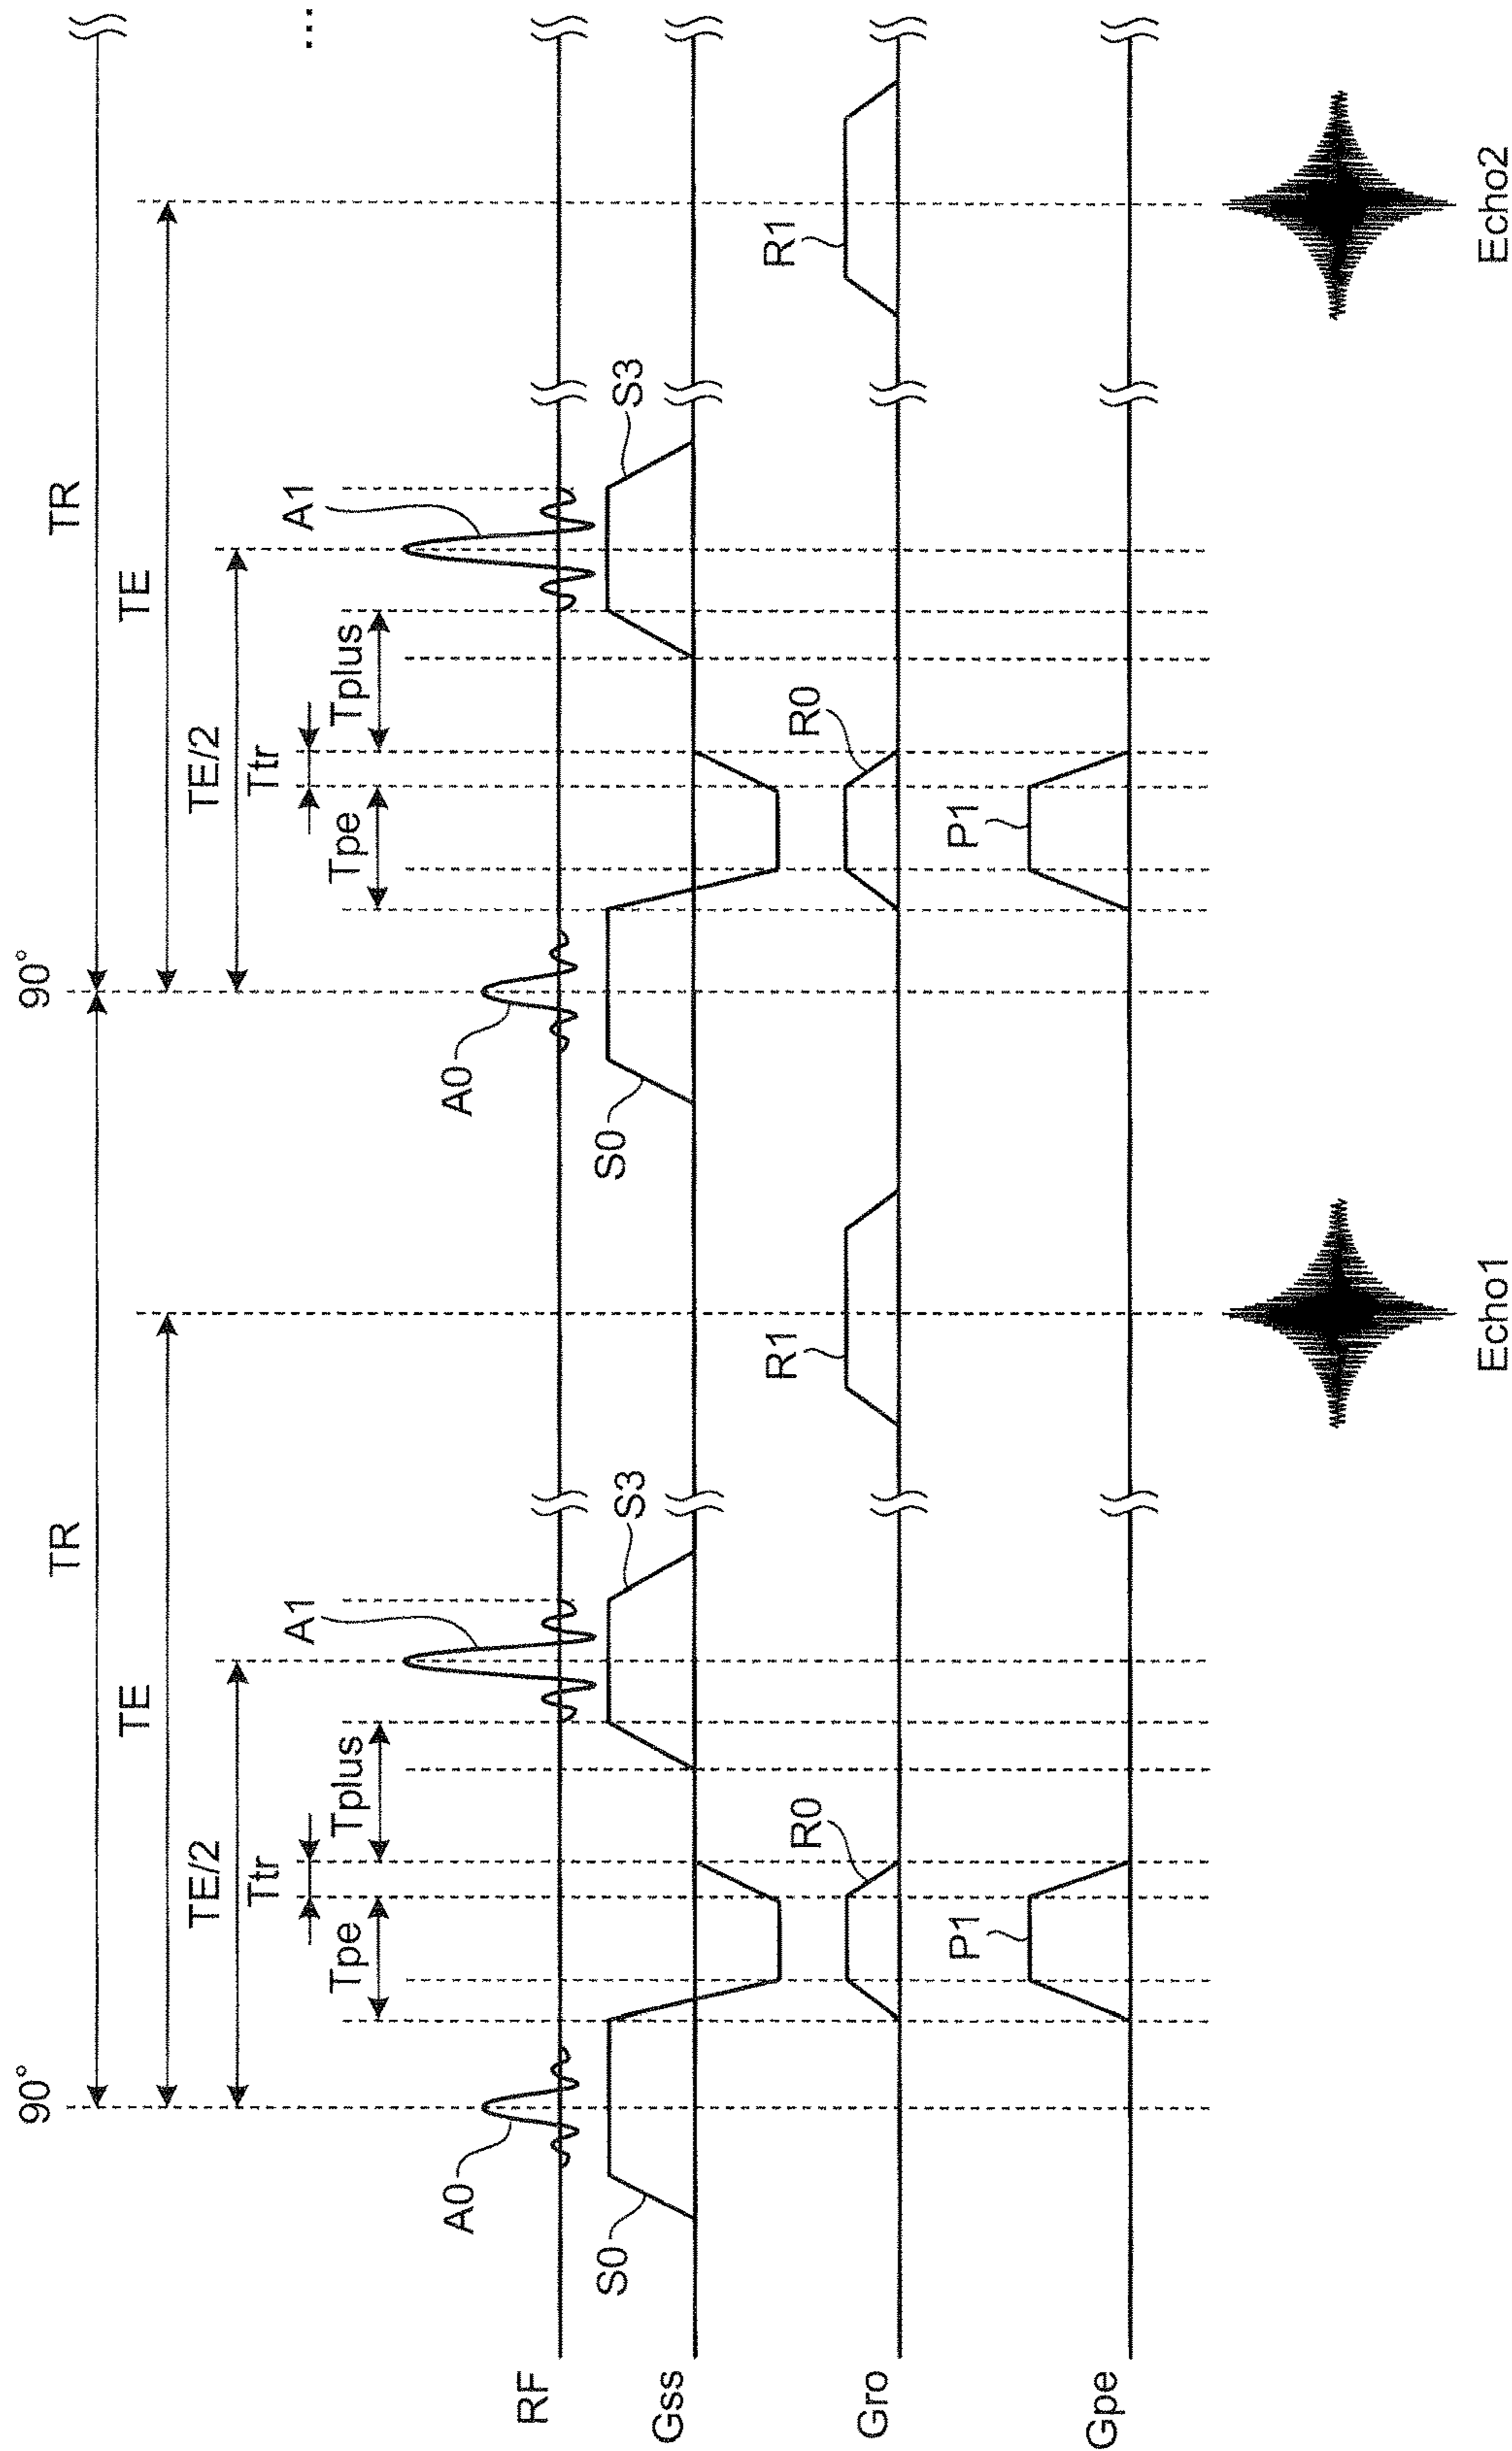 90°
90°
TR
TR
TE
TE
TE/2
TE/2
Ttr
Ttr
...
Tpe
Tplus
A1
Tpe
Tplus
A1
A0
A0
RF
S0
S3
S0
S3
Gss
R0
R1
R0
R1
Gro
P1
P1
Gpe
Echo1
Echo2